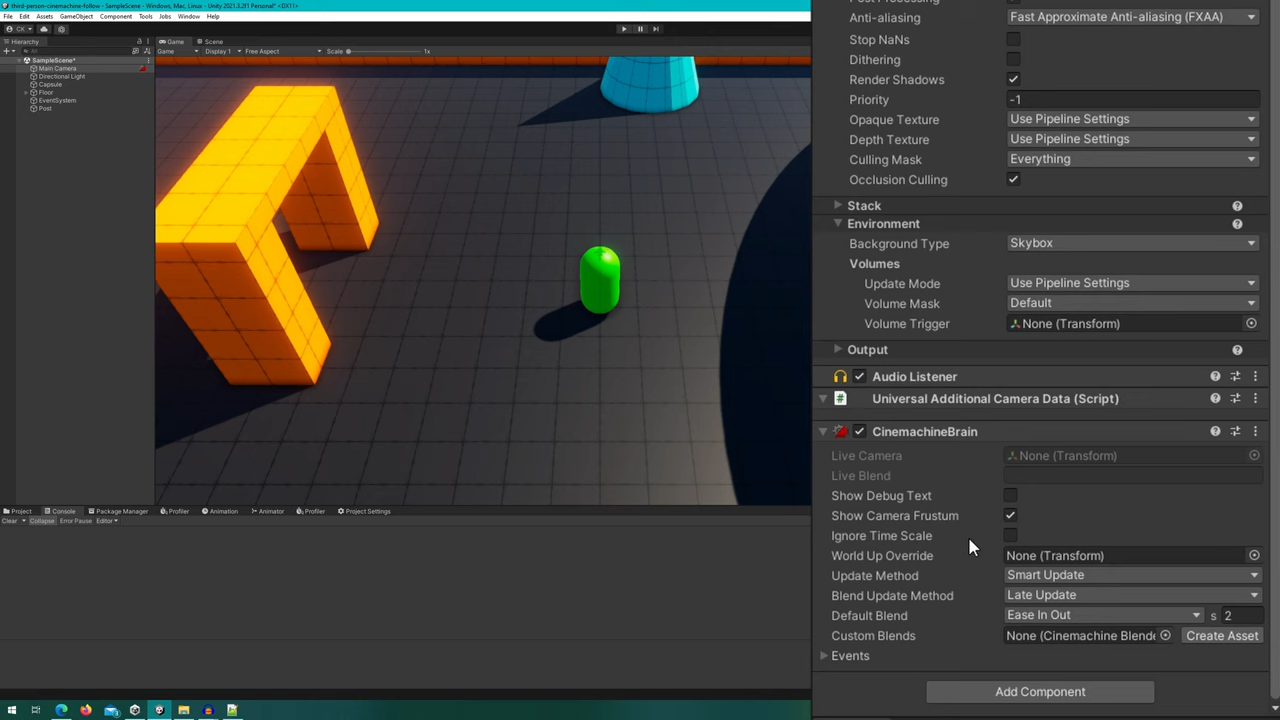 third-person-cinemachine-follow - SampleScene - Windows, Mac, Linux - Unity 2021.3.2f1 Personal* <DX11>
File Edit Assets GameObject Component Tools Jobs Window Help
CK
Hierarchy
All
SampleScene*
Main Camera
Directional Light
Capsule
Floor
EventSystem
Post
Game Scene
Game Display 1 Free Aspect Scale 1x
Project Console Package Manager Profiler Animation Animator Profiler Project Settings
Clear Collapse Error Pause Editor
Anti-aliasing Fast Approximate Anti-aliasing (FXAA)
Stop NaNs
Dithering
Render Shadows
Priority -1
Opaque Texture Use Pipeline Settings
Depth Texture Use Pipeline Settings
Culling Mask Everything
Occlusion Culling
Stack
Environment
Background Type Skybox
Volumes
Update Mode Use Pipeline Settings
Volume Mask Default
Volume Trigger None (Transform)
Output
Audio Listener
# Universal Additional Camera Data (Script)
CinemachineBrain
Live Camera None (Transform)
Live Blend
Show Debug Text
Show Camera Frustum
Ignore Time Scale
World Up Override None (Transform)
Update Method Smart Update
Blend Update Method Late Update
Default Blend Ease In Out s 2
Custom Blends None (Cinemachine Blende Create Asset
Events
Add Component